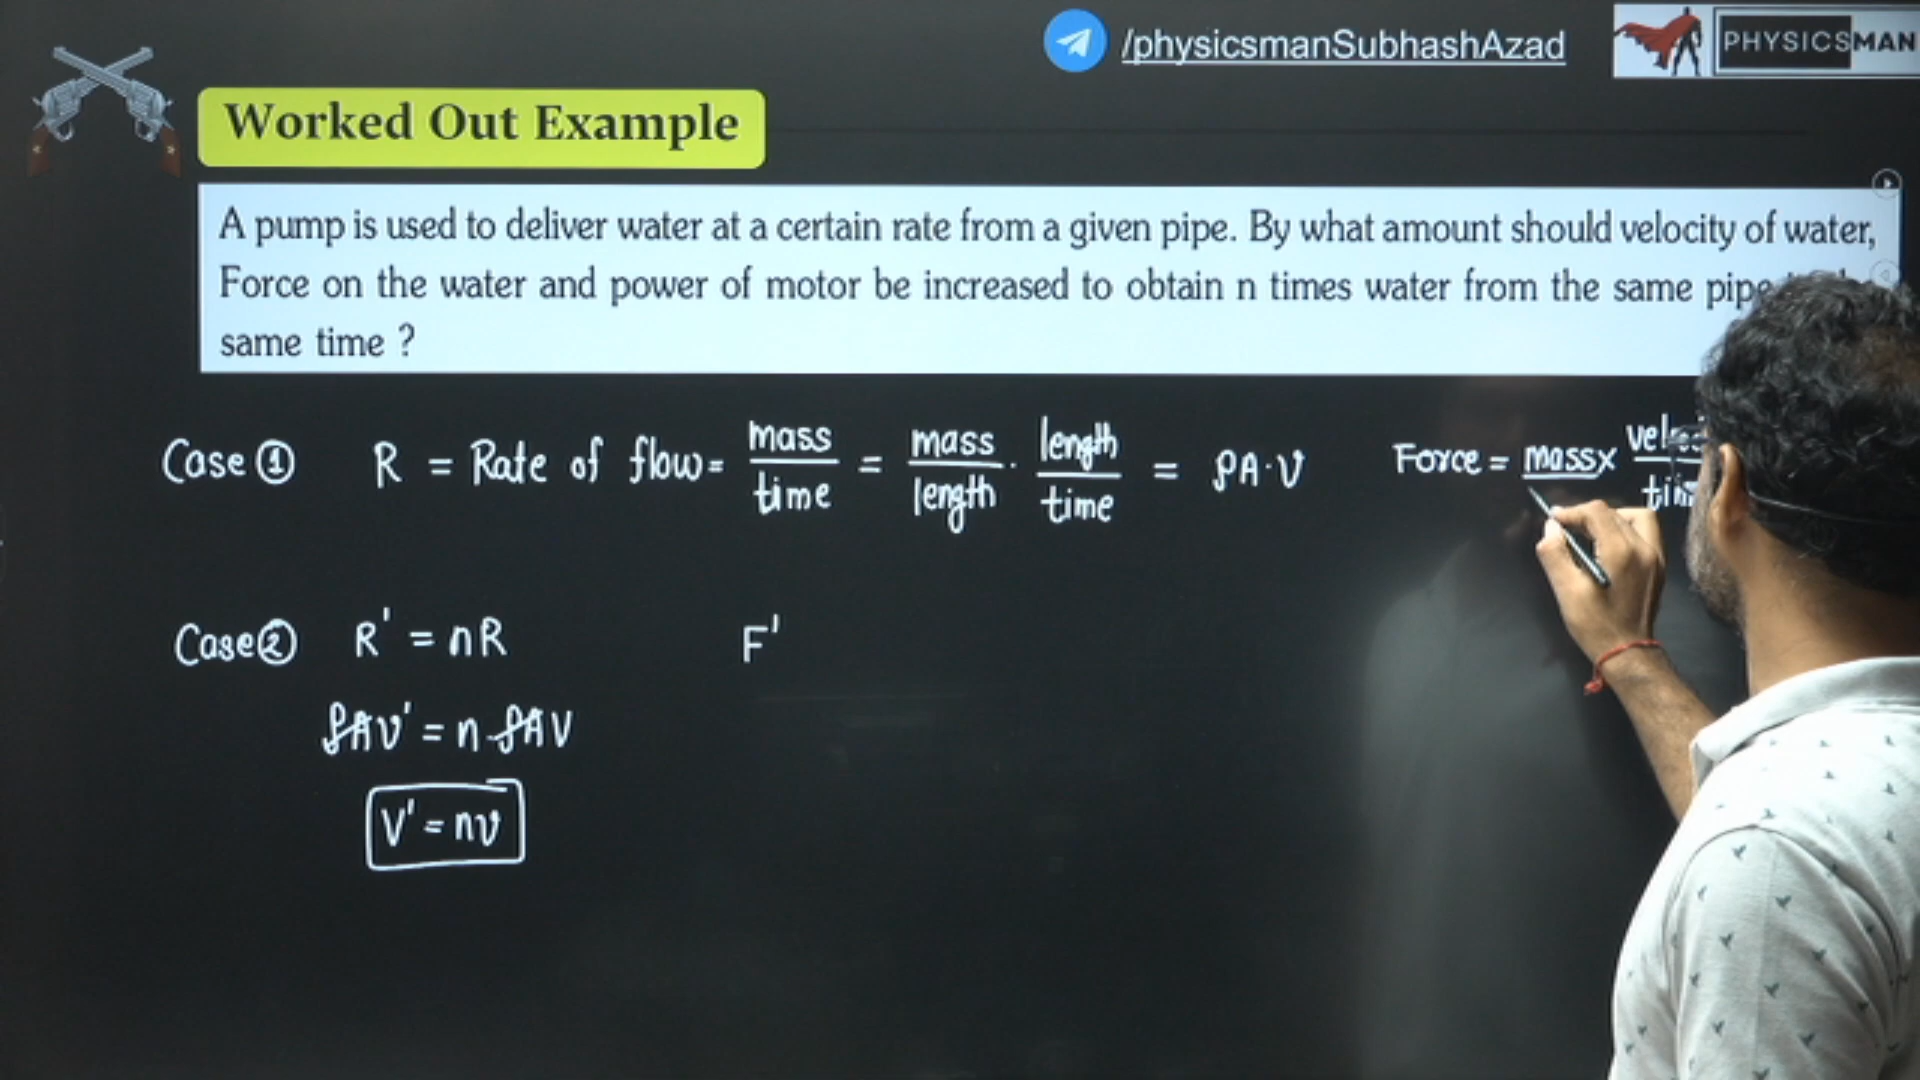 /physicsmanSubhashAzad
PHYSICSMAN
Worked Out Example
A pump is used to deliver water at a certain rate from a given pipe. By what amount should velocity of water,
Force on the water and power of motor be increased to obtain n times water from the same pipe
same time ?
Case ① R = Rate of flow = mass/time = mass/length · length/time = ρA·v Force = mass x
Case ② R' = nR F'
ρAv' = n ρAV
V' = nv